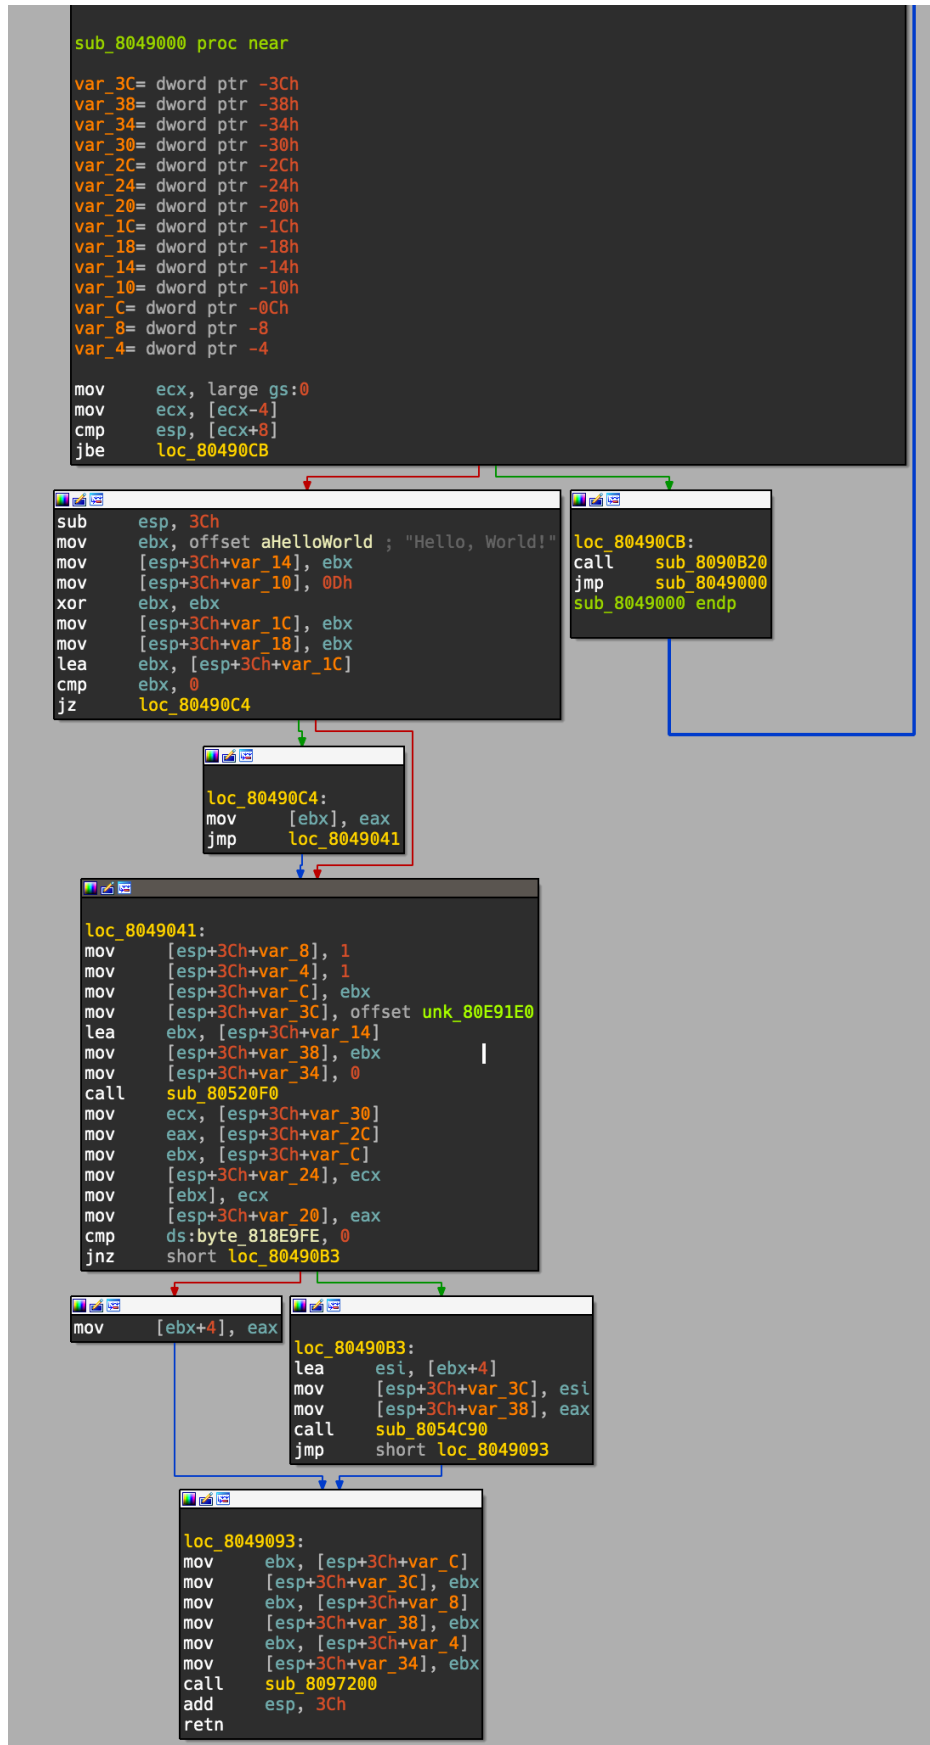 sub_8049000 proc near
var_3C= dword ptr -3Ch
var_38= dword ptr -38h
var_34= dword ptr -34h
var_30= dword ptr -30h
var_2C= dword ptr -2Ch
var_24= dword ptr -24h
var_20= dword ptr -20h
var_1C= dword ptr -1Ch
var_18= dword ptr -18h
var_14= dword ptr -14h
var_10= dword ptr -10h
var_C= dword ptr -0Ch
var_8= dword ptr -8
var_4= dword ptr -4
mov ecx, large gs:0
mov ecx, [ecx-4]
cmp esp, [ecx+8]
jbe loc_80490CB
sub esp, 3Ch
mov ebx, offset aHelloWorld ; "Hello, World!"
mov [esp+3Ch+var_14], ebx
mov [esp+3Ch+var_10], 0Dh
xor ebx, ebx
mov [esp+3Ch+var_1C], ebx
mov [esp+3Ch+var_18], ebx
lea ebx, [esp+3Ch+var_1C]
cmp ebx, 0
jz loc_80490C4
loc_80490CB:
call sub_8090B20
jmp sub_8049000
sub_8049000 endp
loc_80490C4:
mov [ebx], eax
jmp loc_8049041
loc_8049041:
mov [esp+3Ch+var_8], 1
mov [esp+3Ch+var_4], 1
mov [esp+3Ch+var_C], ebx
mov [esp+3Ch+var_3C], offset unk_80E91E0
lea ebx, [esp+3Ch+var_14]
mov [esp+3Ch+var_38], ebx
mov [esp+3Ch+var_34], 0
call sub_80520F0
mov ecx, [esp+3Ch+var_30]
mov eax, [esp+3Ch+var_2C]
mov ebx, [esp+3Ch+var_C]
mov [esp+3Ch+var_24], ecx
mov [ebx], ecx
mov [esp+3Ch+var_20], eax
cmp ds:byte_818E9FE, 0
jnz short loc_80490B3
mov [ebx+4], eax
loc_80490B3:
lea esi, [ebx+4]
mov [esp+3Ch+var_3C], esi
mov [esp+3Ch+var_38], eax
call sub_8054C90
jmp short loc_8049093
loc_8049093:
mov ebx, [esp+3Ch+var_C]
mov [esp+3Ch+var_3C], ebx
mov ebx, [esp+3Ch+var_8]
mov [esp+3Ch+var_38], ebx
mov ebx, [esp+3Ch+var_4]
mov [esp+3Ch+var_34], ebx
call sub_8097200
add esp, 3Ch
retn